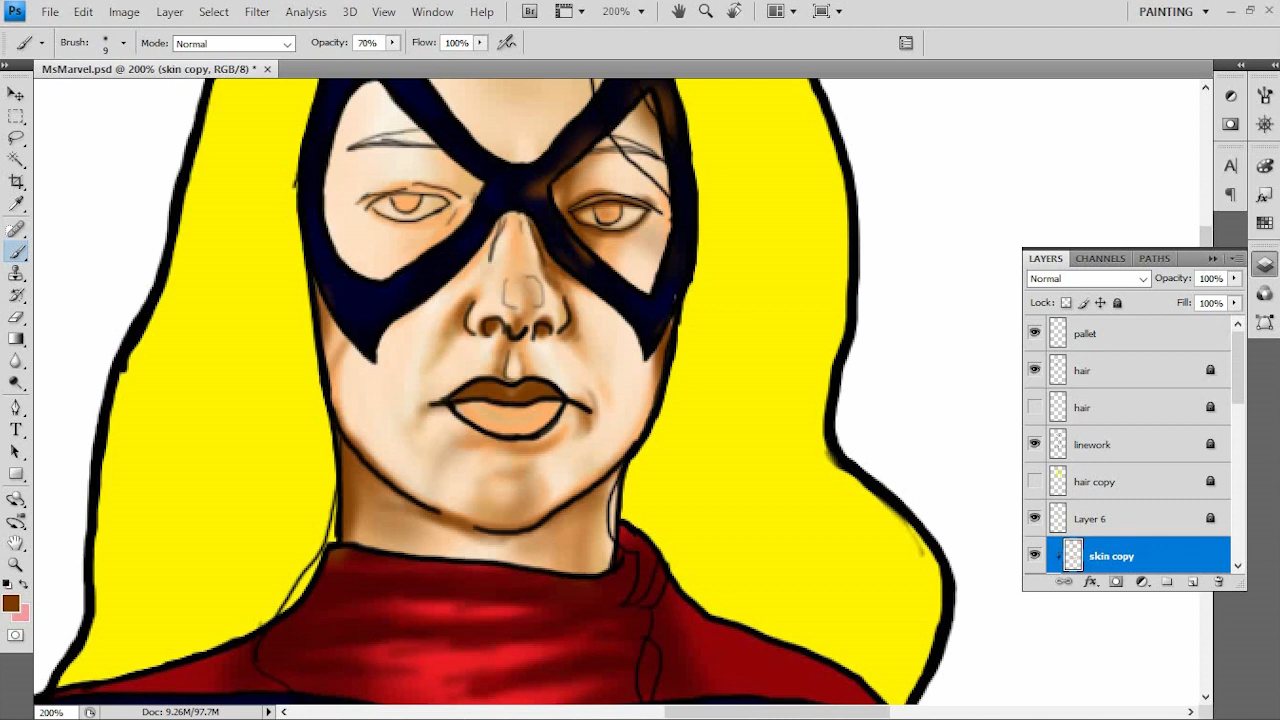 Ps File Edit Image Layer Select Filter Analysis 3D View Window Help Br 200% PAINTING
Brush: 9 Mode: Normal Opacity: 70% Flow: 100%
MsMarvel.psd @ 200% (skin copy, RGB/8) *
LAYERS CHANNELS PATHS
Normal Opacity: 100%
Lock: Fill: 100%
pallet
hair
hair
linework
hair copy
Layer 6
skin copy
fx
200% Doc: 9.26M/97.7M